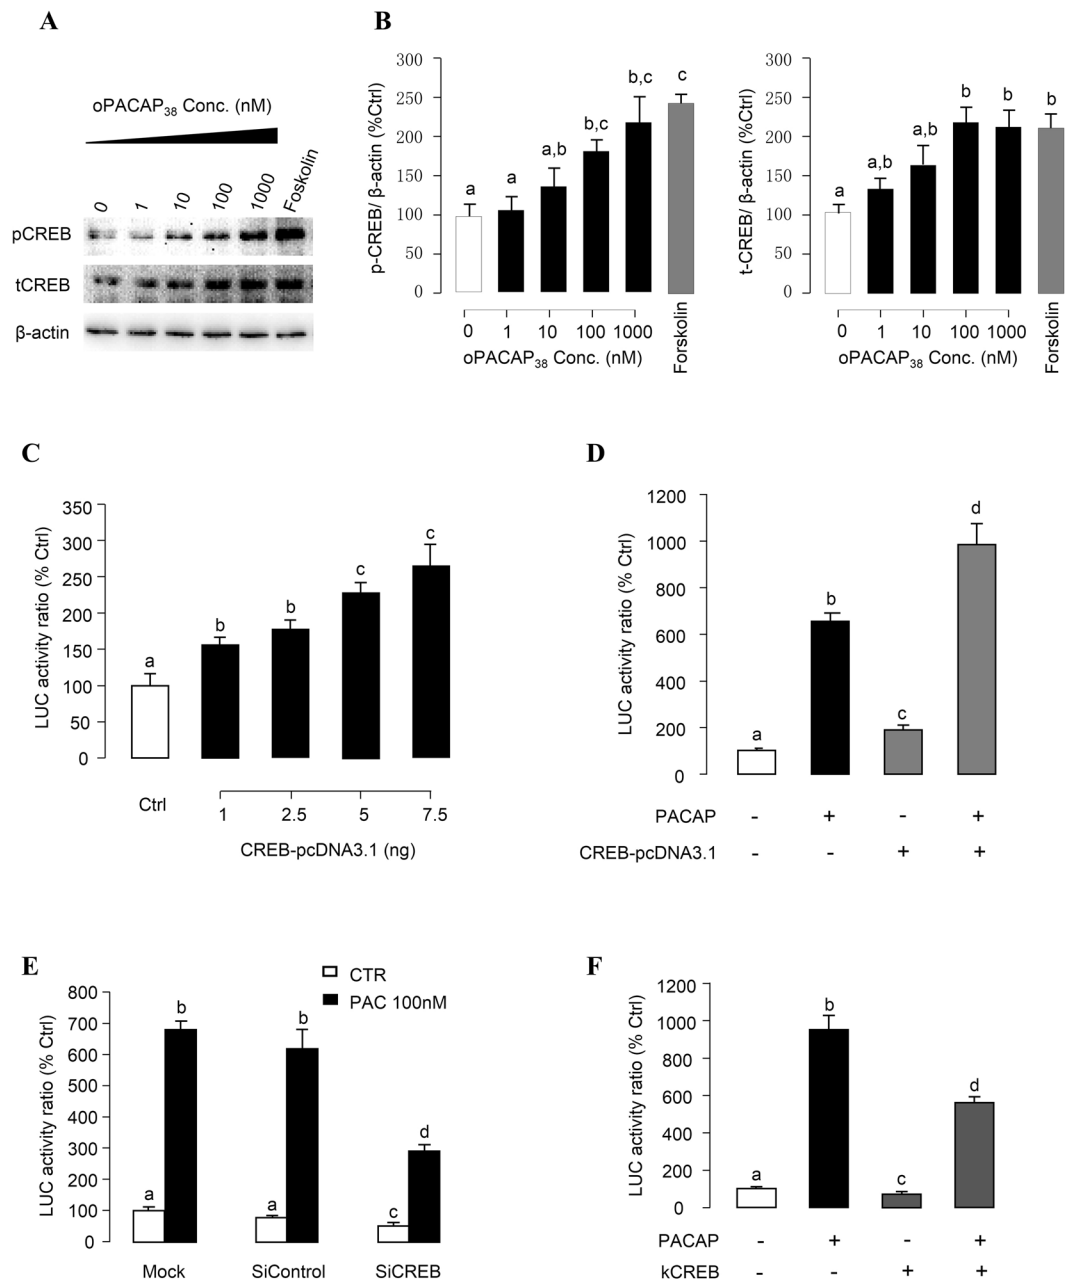 A
oPACAP38 Conc. (nM)
0 1 10 100 1000 Foskolin
pCREB
tCREB
β-actin
B
p-CREB/ β-actin (%Ctrl)
300
250
200
150
100
50
0
a a a,b b,c b,c c
0 1 10 100 1000 Forskolin
oPACAP38 Conc. (nM)
t-CREB/ β-actin (%Ctrl)
300
250
200
150
100
50
0
a a,b a,b b b b
0 1 10 100 1000 Forskolin
oPACAP38 Conc. (nM)
C
LUC activity ratio (% Ctrl)
350
300
250
200
150
100
50
0
a b b c c
Ctrl 1 2.5 5 7.5
CREB-pcDNA3.1 (ng)
D
LUC activity ratio (% Ctrl)
1200
1000
800
600
400
200
0
a b c d
PACAP - + - +
CREB-pcDNA3.1 - - + +
E
CTR
PAC 100nM
LUC activity ratio (% Ctrl)
800
700
600
500
400
300
200
100
0
a b a b c d
Mock SiControl SiCREB
F
LUC activity ratio (% Ctrl)
1200
1000
800
600
400
200
0
a b c d
PACAP - + - +
kCREB - - + +